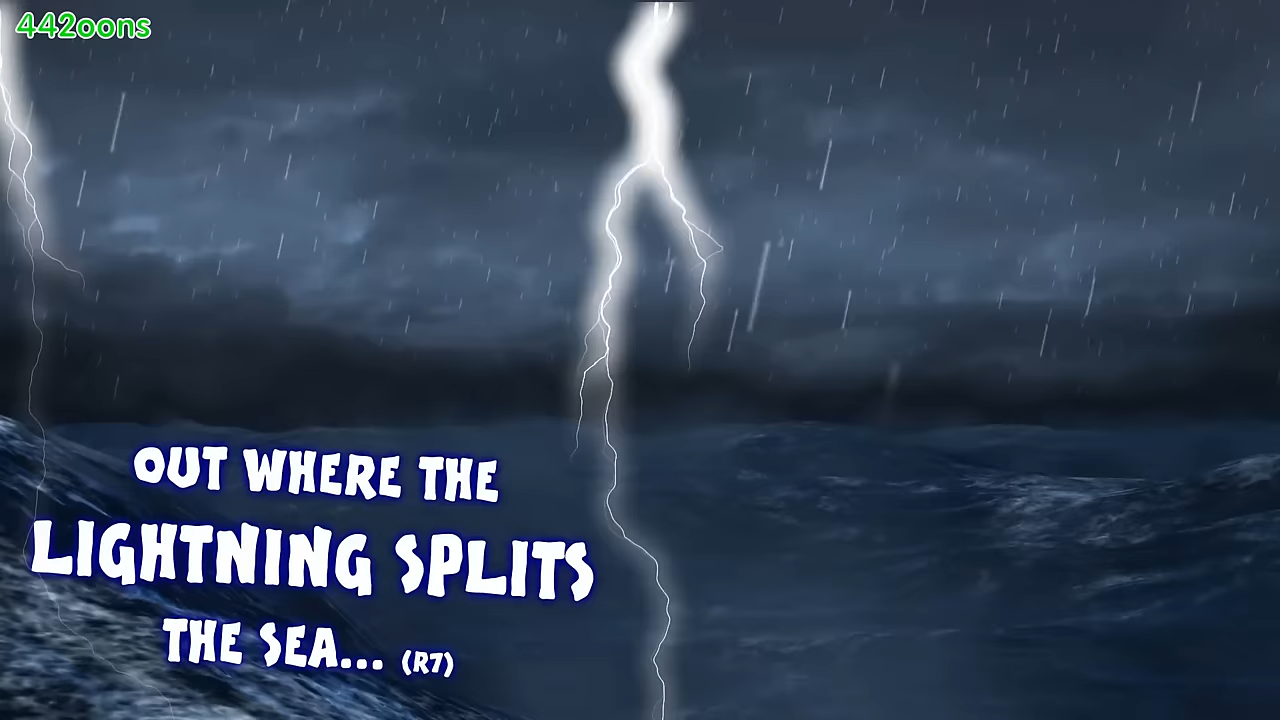 442oons
OUT WHERE THE
LIGHTNING SPLITS
THE SEA... (R7)